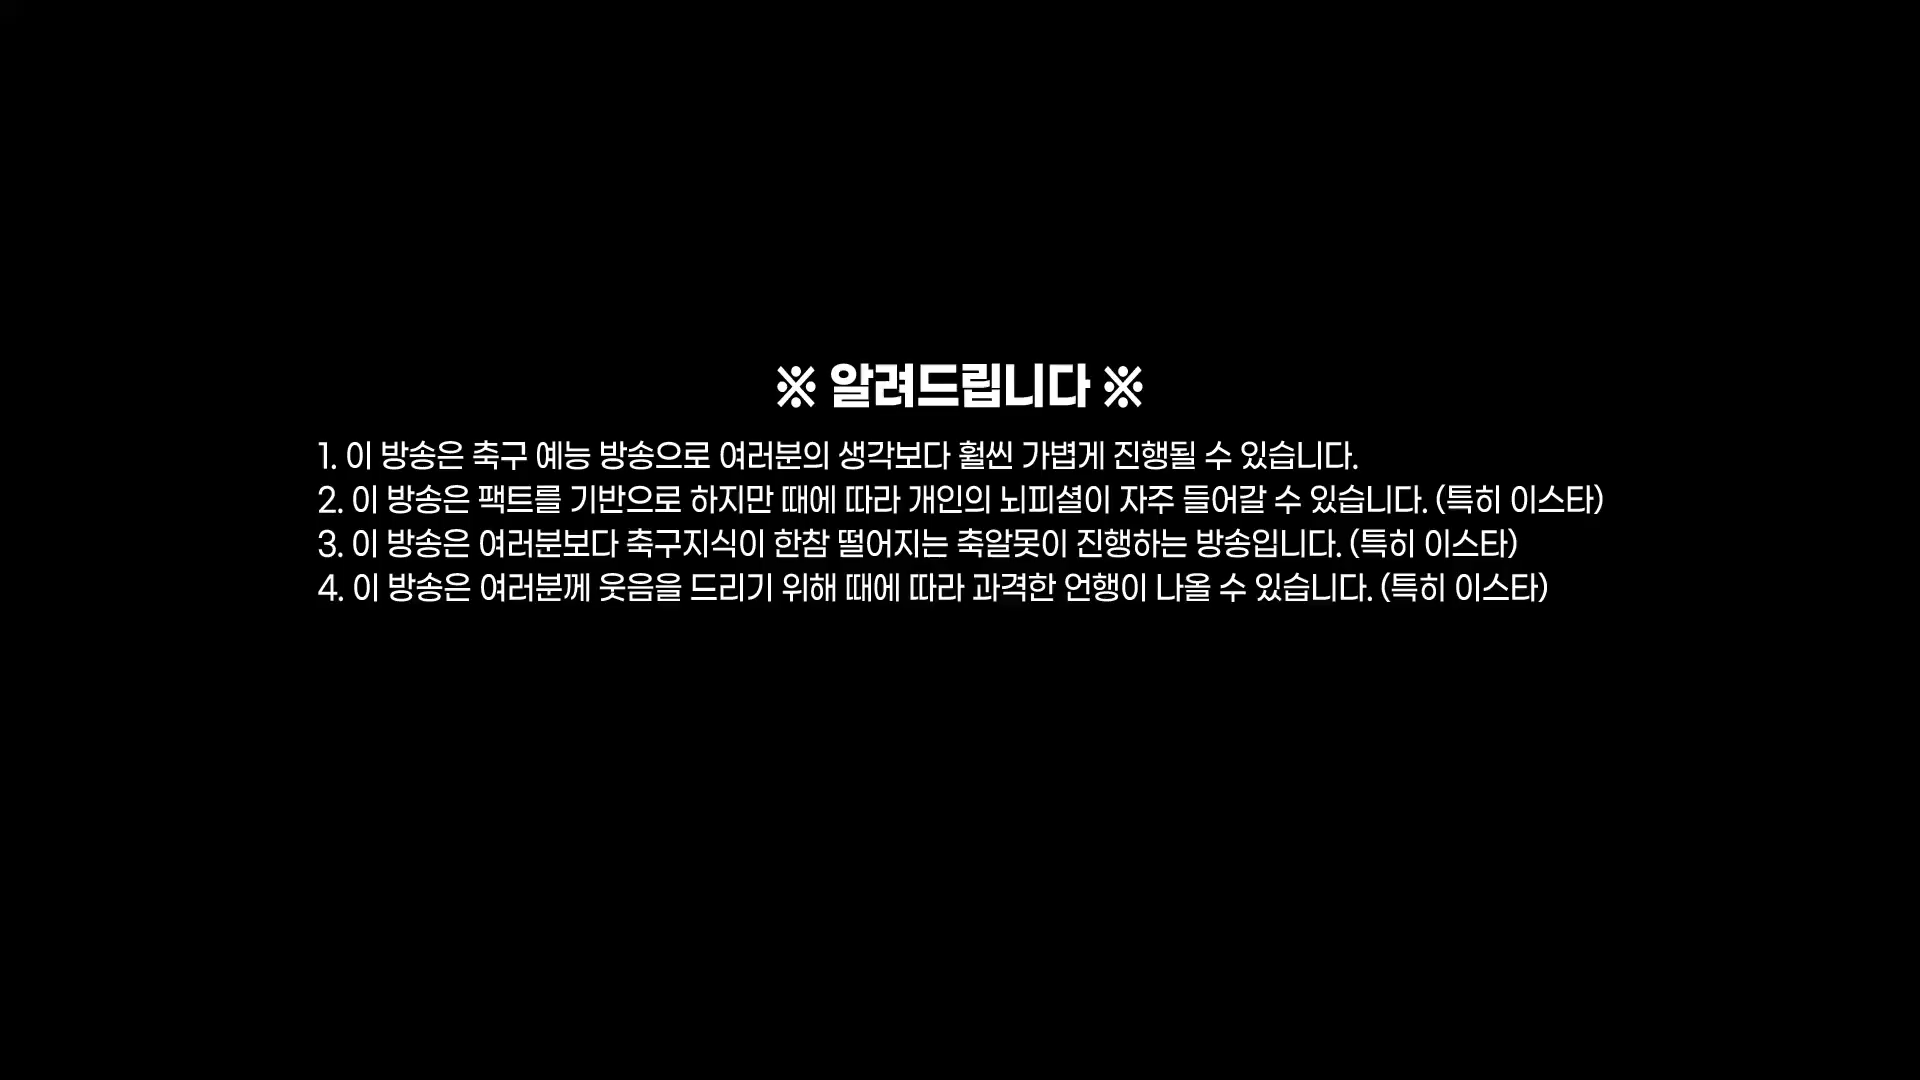 ※ 알려드립니다 ※
1. 이 방송은 축구 예능 방송으로 여러분의 생각보다 훨씬 가볍게 진행될 수 있습니다.
2. 이 방송은 팩트를 기반으로 하지만 때에 따라 개인의 뇌피셜이 자주 들어갈 수 있습니다. (특히 이스타)
3. 이 방송은 여러분보다 축구지식이 한참 떨어지는 축알못이 진행하는 방송입니다. (특히 이스타)
4. 이 방송은 여러분께 웃음을 드리기 위해 때에 따라 과격한 언행이 나올 수 있습니다. (특히 이스타)